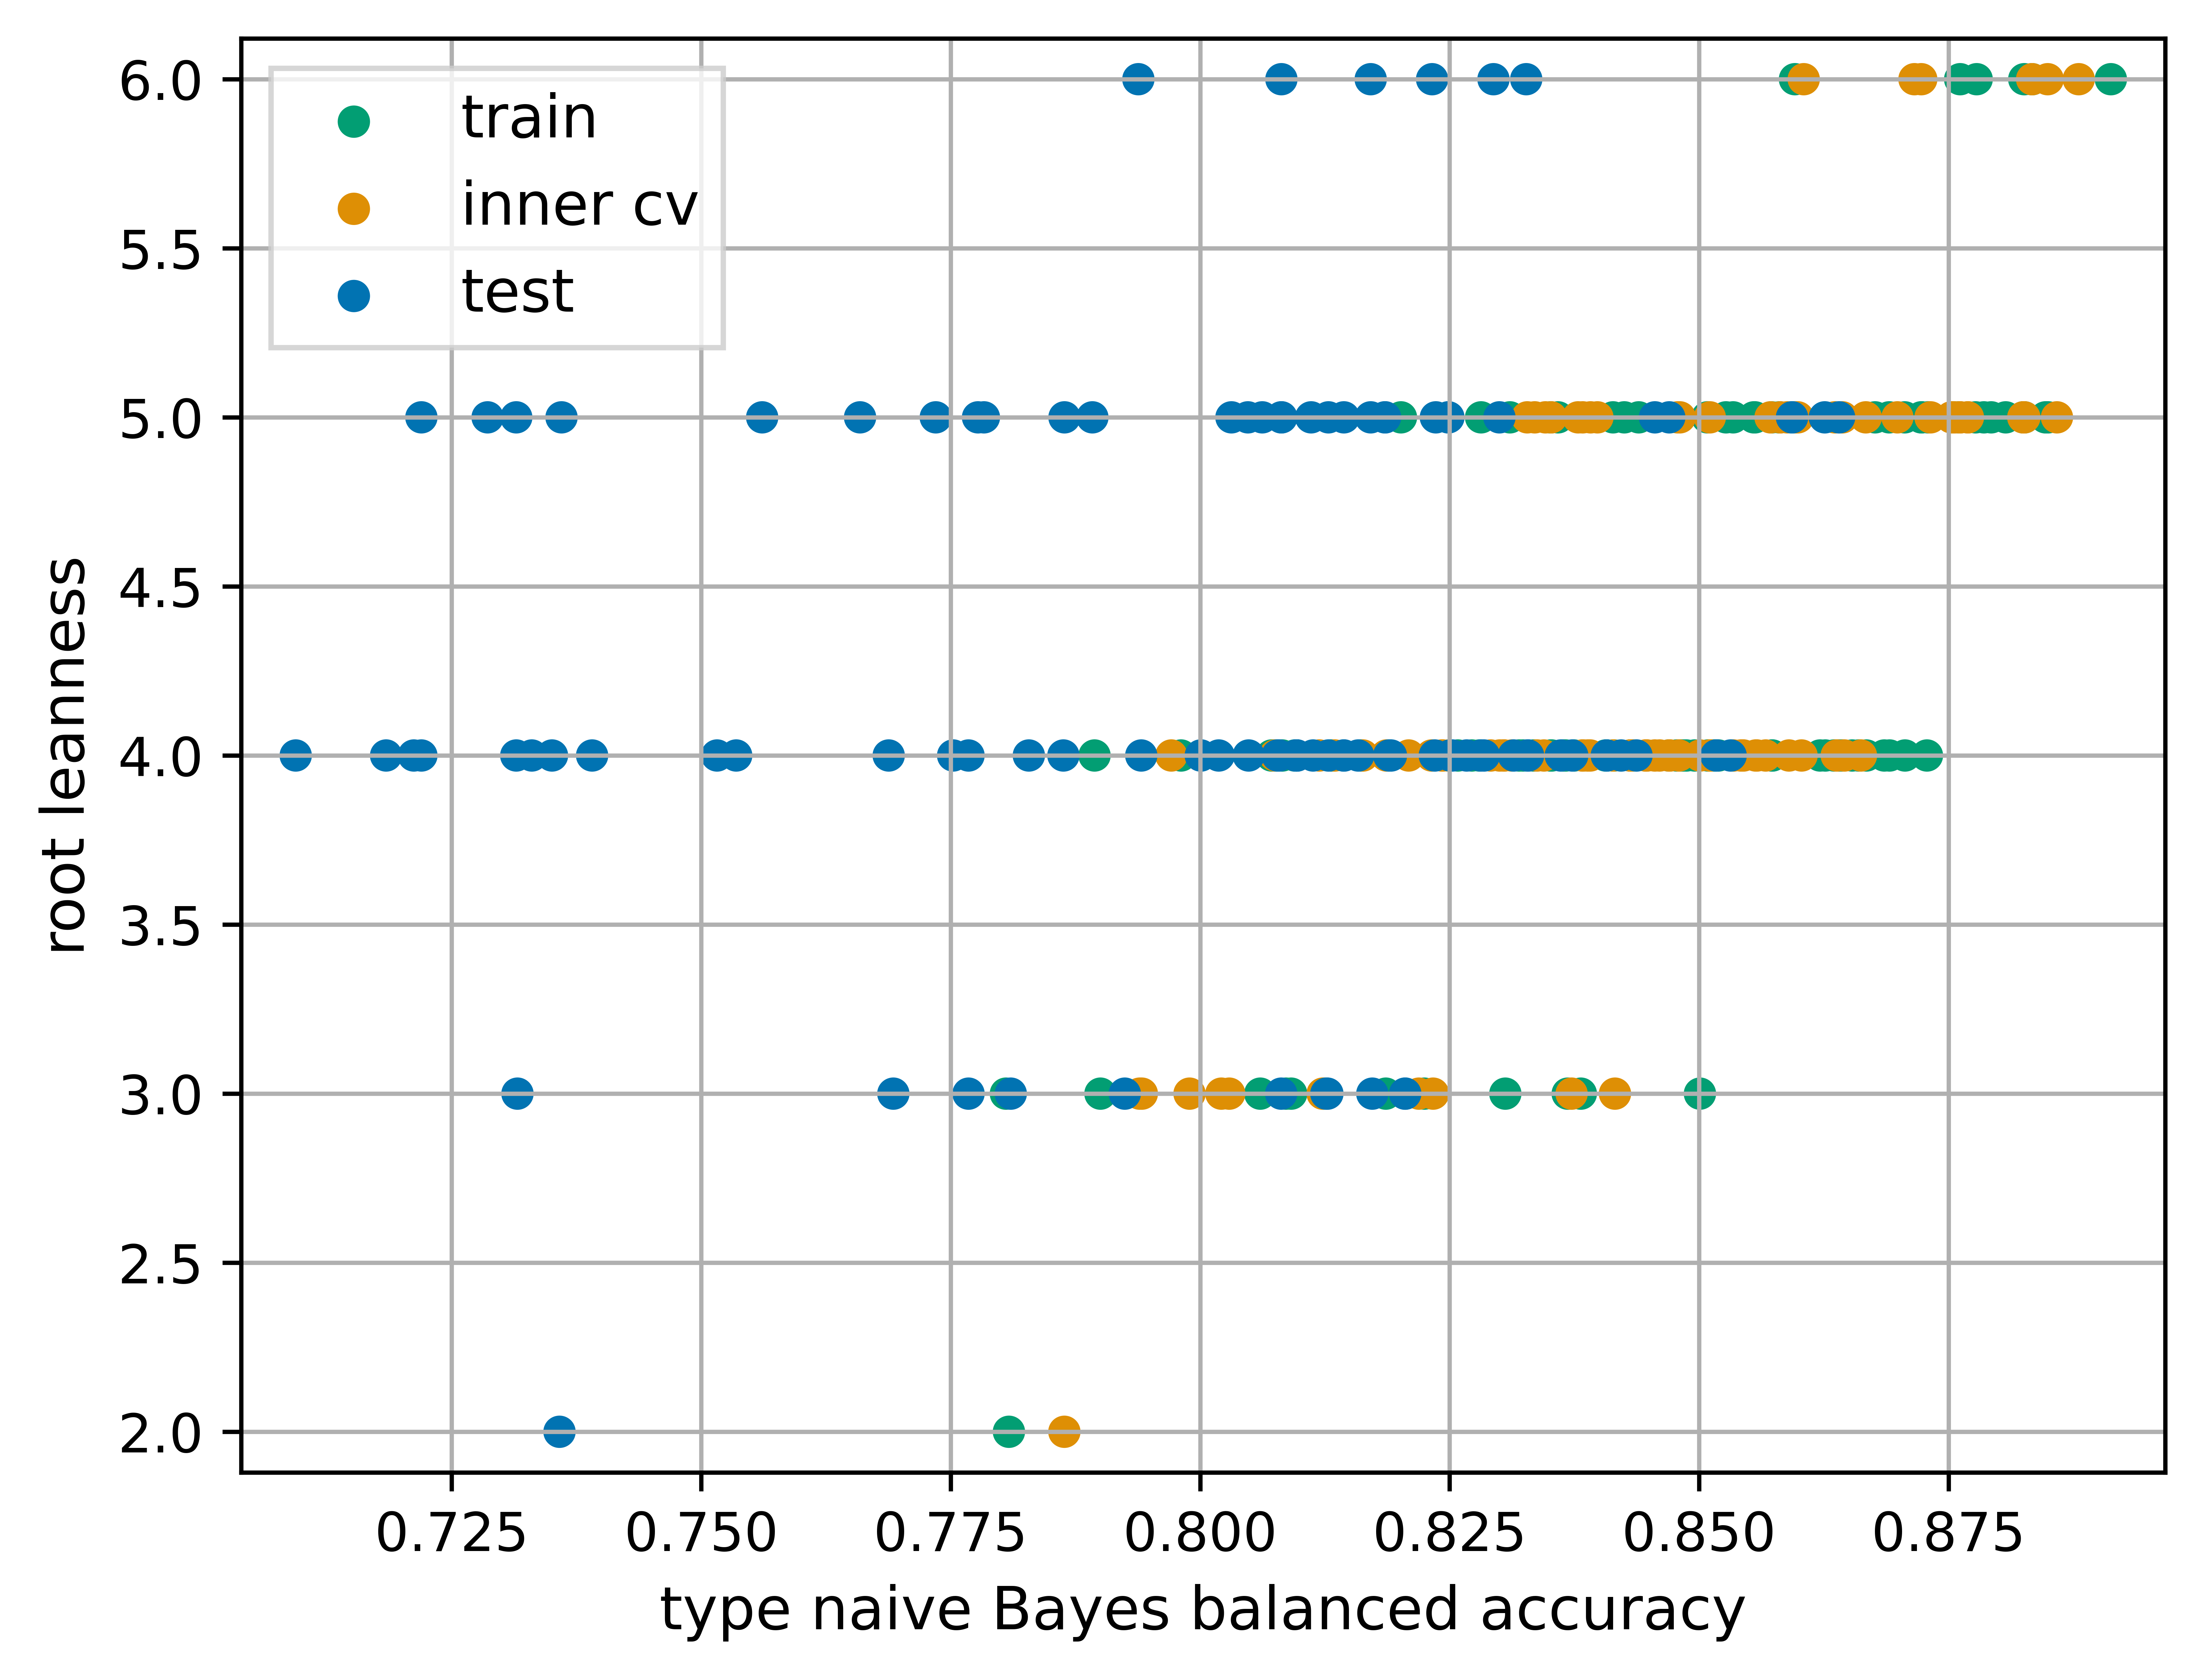 train
inner cv
test
6.0
5.5
5.0
4.5
4.0
3.5
3.0
2.5
2.0
root leanness
0.725 0.750 0.775 0.800 0.825 0.850 0.875
type naive Bayes balanced accuracy